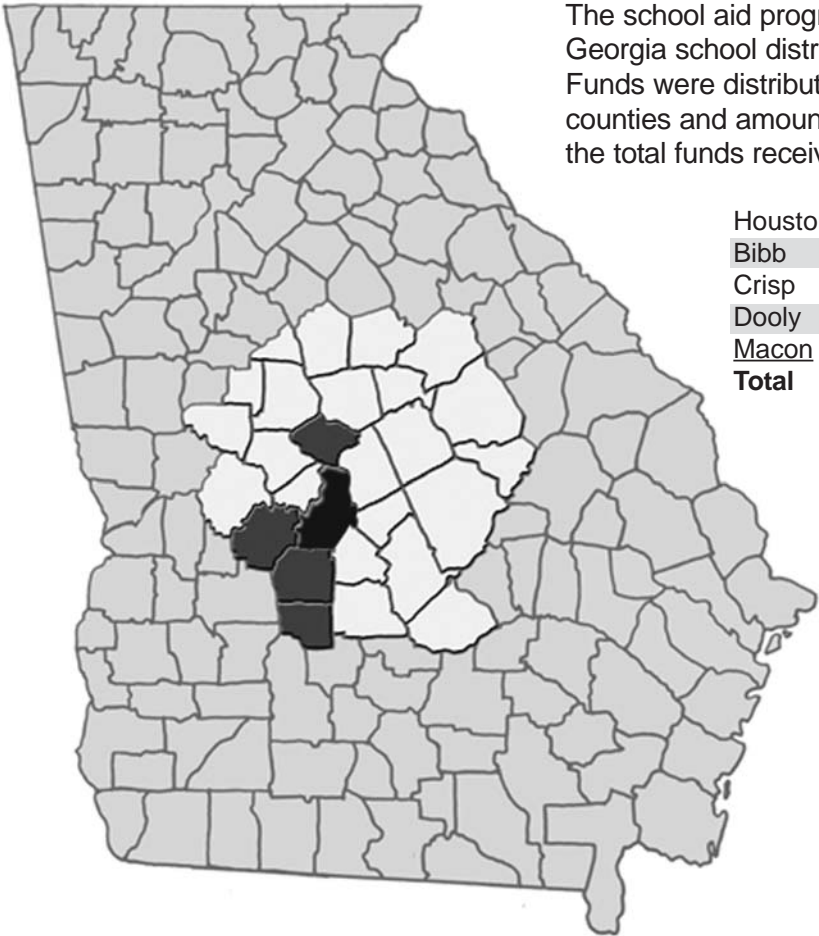 The school aid progr
Georgia school distr
Funds were distribut
counties and amoun
the total funds receiv
Housto
Bibb
Crisp
Dooly
Macon
Total